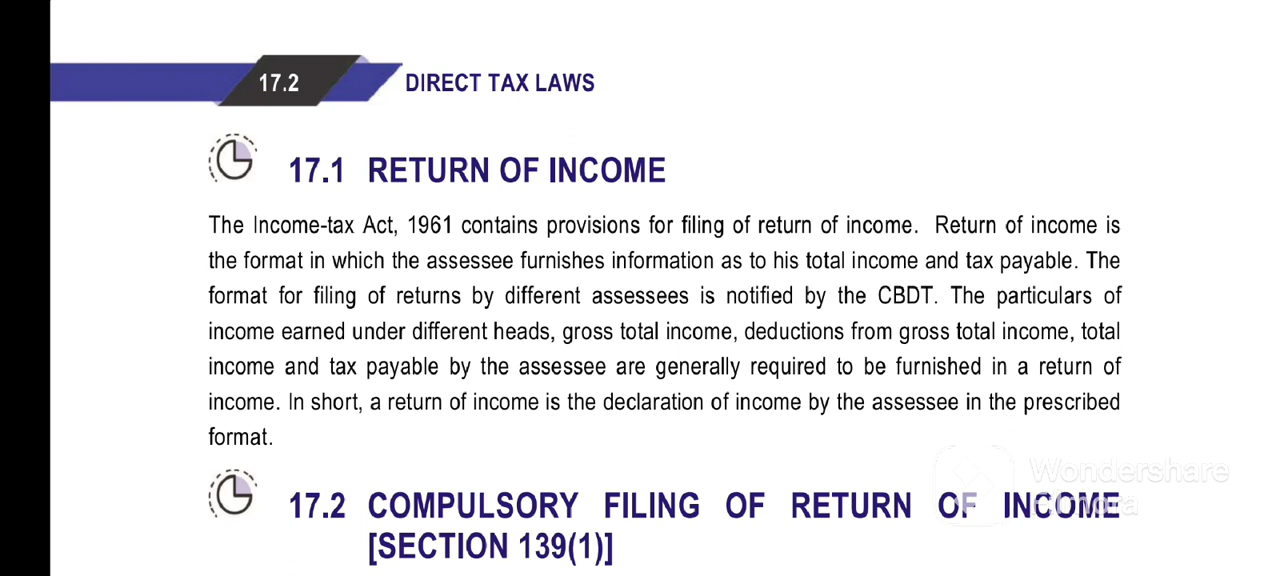 17.2 DIRECT TAX LAWS
17.1 RETURN OF INCOME
The Income-tax Act, 1961 contains provisions for filing of return of income. Return of income is
the format in which the assessee furnishes information as to his total income and tax payable. The
format for filing of returns by different assessees is notified by the CBDT. The particulars of
income earned under different heads, gross total income, deductions from gross total income, total
income and tax payable by the assessee are generally required to be furnished in a return of
income. In short, a return of income is the declaration of income by the assessee in the prescribed
format.
Wondershare
Filmora
17.2 COMPULSORY FILING OF RETURN OF INCOME
[SECTION 139(1)]